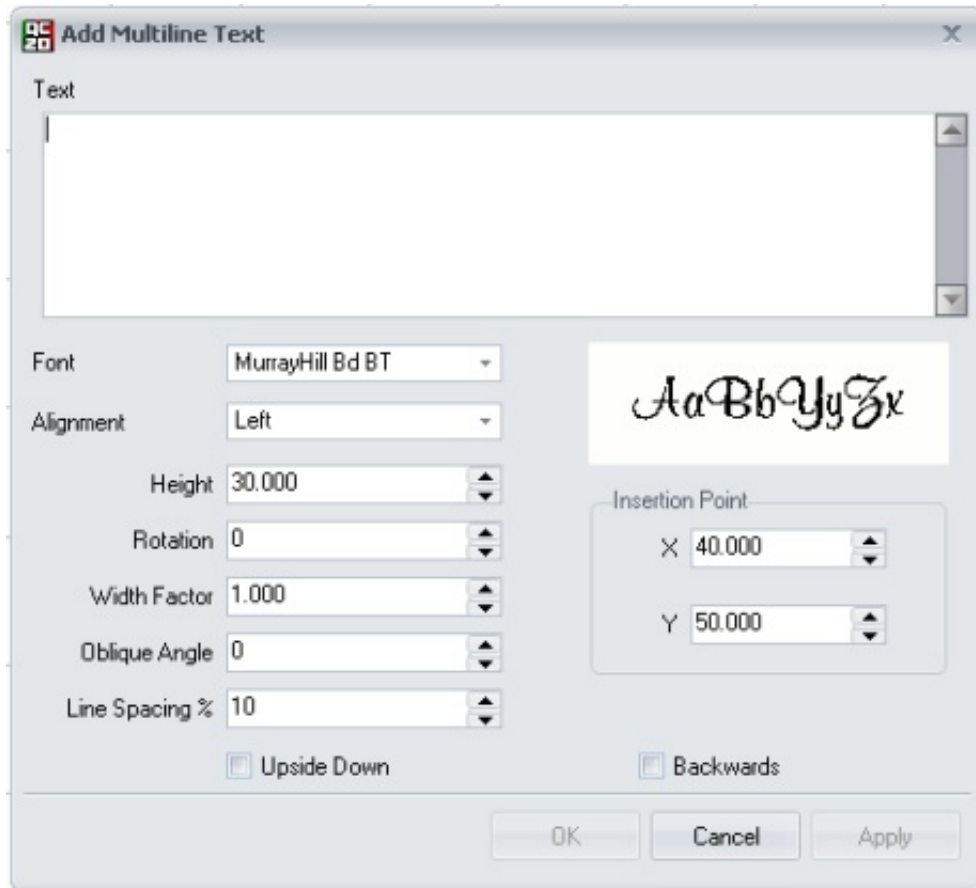 QC 2D Add Multiline Text X
Text
Font MurrayHill Bd BT
AaBbYyZx
Alignment Left
Height 30.000
Insertion Point
Rotation 0
X 40.000
Width Factor 1.000
Y 50.000
Oblique Angle 0
Line Spacing % 10
Upside Down Backwards
OK Cancel Apply